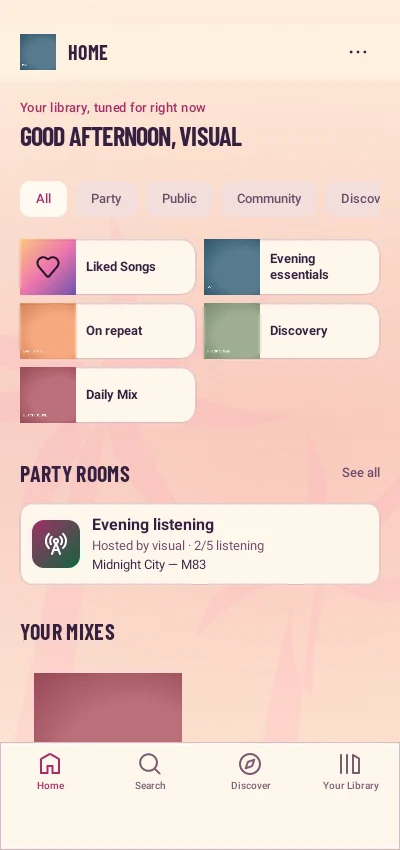 HOME
Your library, tuned for right now
GOOD AFTERNOON, VISUAL
All
Party
Public
Community
Discov
Liked Songs
Evening
essentials
On repeat
Discovery
Daily Mix
PARTY ROOMS
See all
Evening listening
Hosted by visual · 2/5 listening
Midnight City — M83
YOUR MIXES
Home
Search
Discover
Your Library